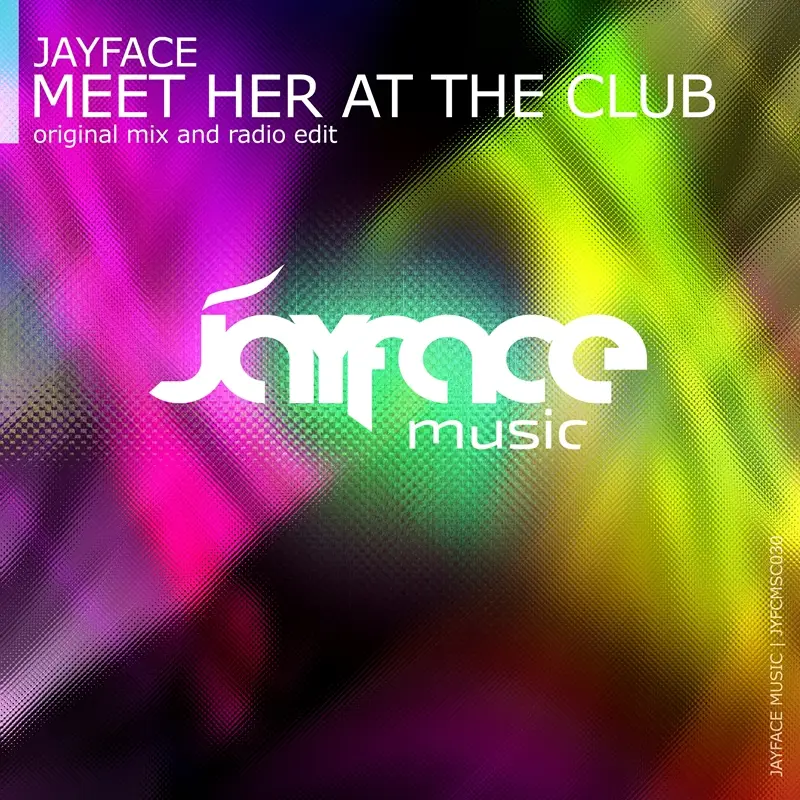 JAYFACE
MEET HER AT THE CLUB
original mix and radio edit
jayface
music
JAYFACE MUSIC | JYFCMSC030